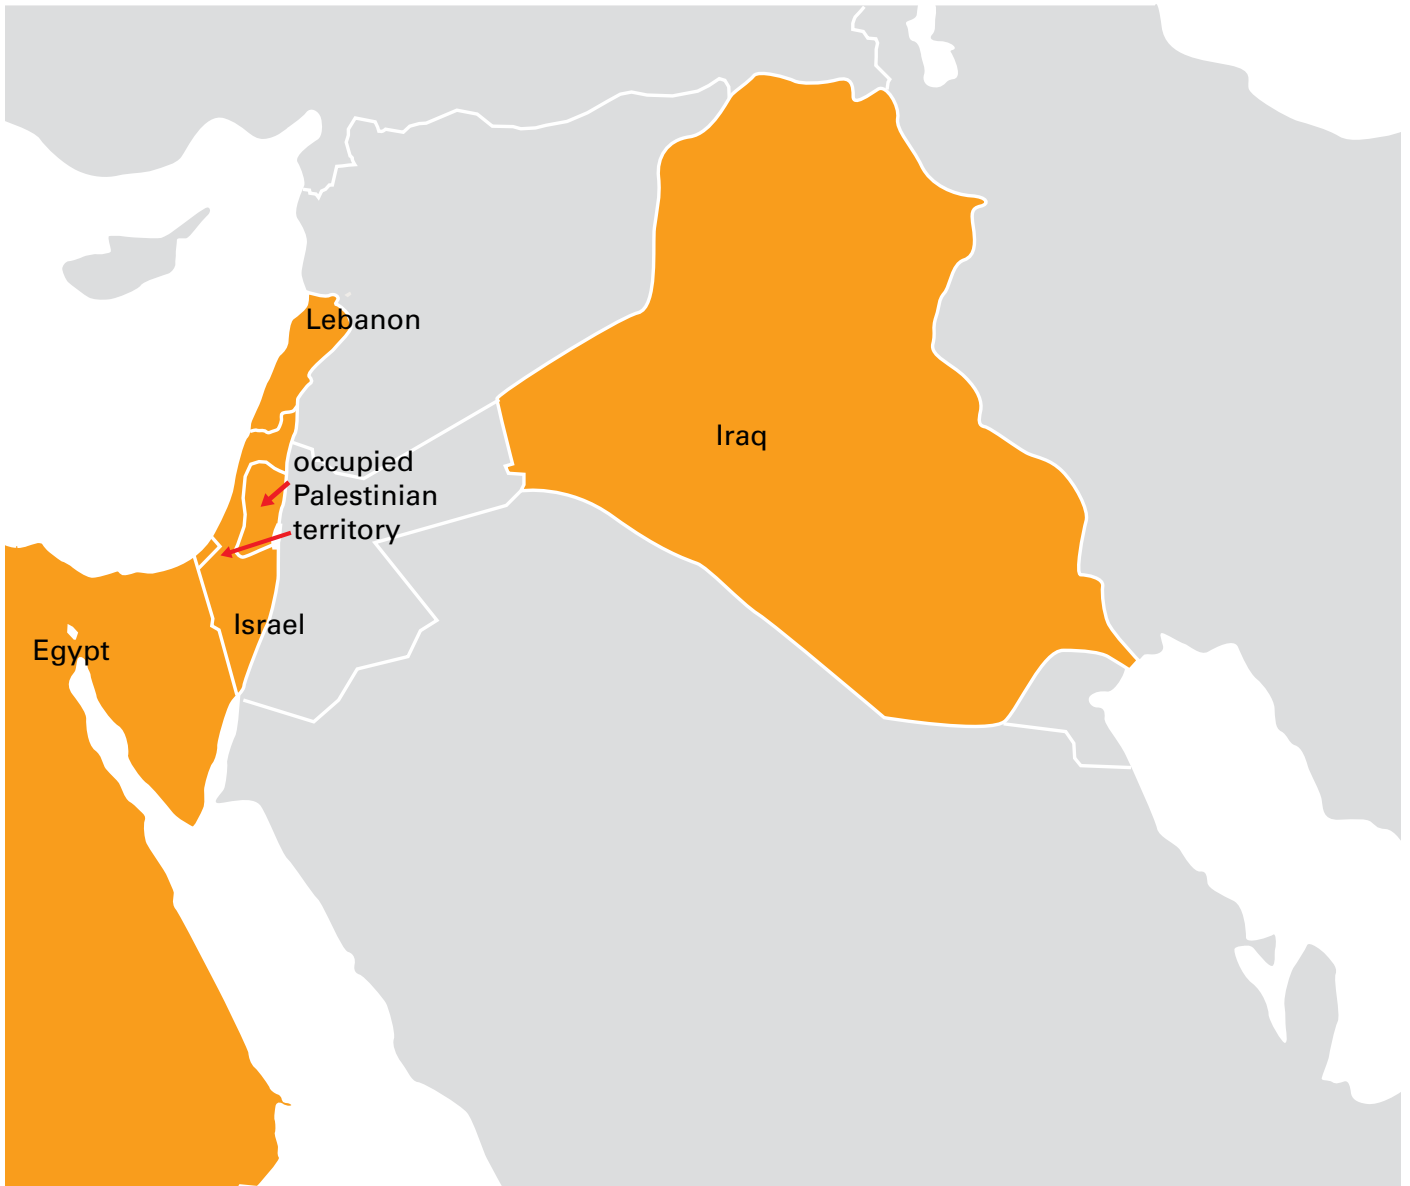 Lebanon
Iraq
occupied
Palestinian
territory
Israel
Egypt